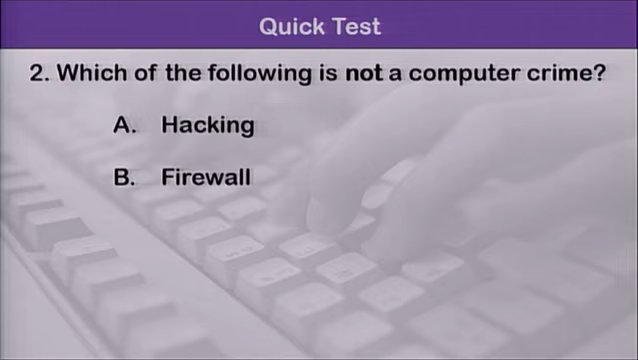 Quick Test
2. Which of the following is not a computer crime?
A. Hacking
B. Firewall